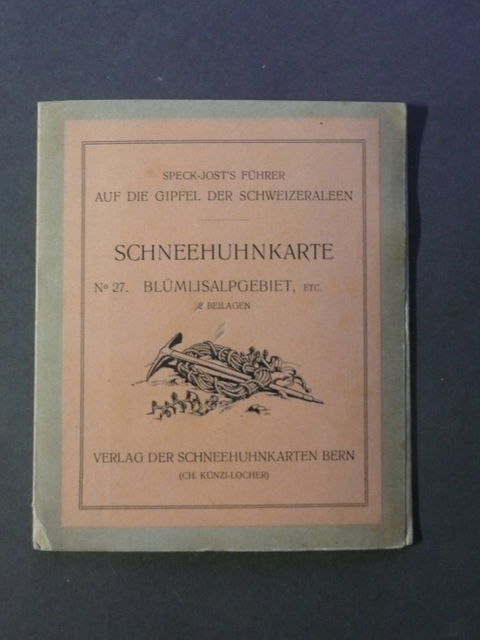 SPECK-JOST'S FÜHRER
AUF DIE GIPFEL DER SCHWEIZERALPEN
SCHNEEHUHNKARTE
No 27. BLÜMLISALPGEBIET, ETC.
2 BEILAGEN
VERLAG DER SCHNEEHUHNKARTEN BERN
(CH. KÜNZI-LOCHER)